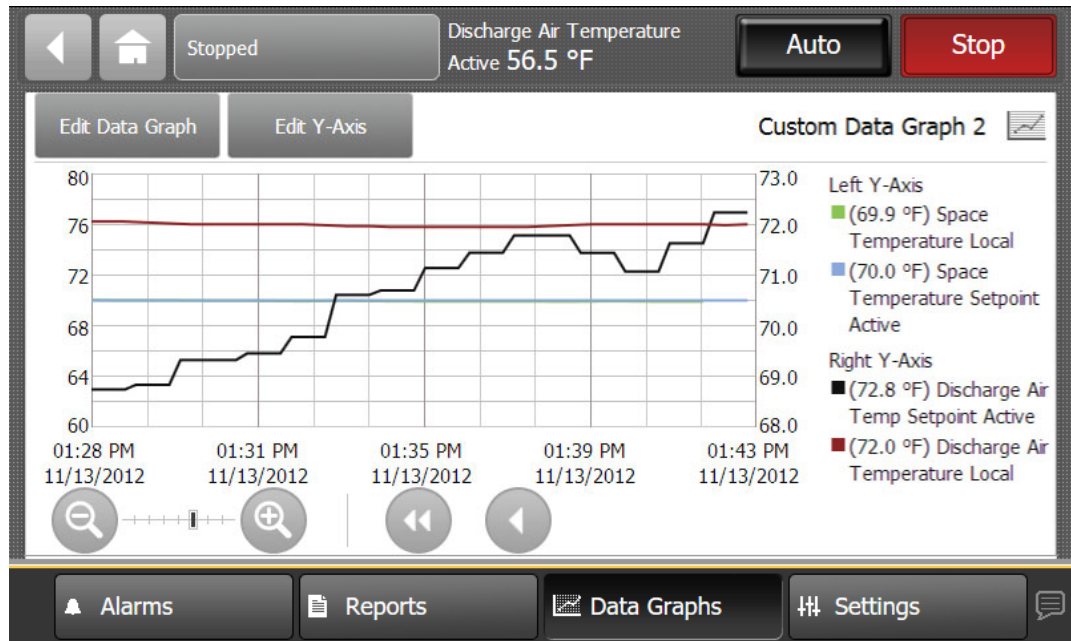 Stopped
Discharge Air Temperature
Active 56.5 °F
Auto
Stop
Edit Data Graph
Edit Y-Axis
Custom Data Graph 2
80
76
72
68
64
60
73.0
72.0
71.0
70.0
69.0
68.0
01:28 PM
11/13/2012
01:31 PM
11/13/2012
01:35 PM
11/13/2012
01:39 PM
11/13/2012
01:43 PM
11/13/2012
Left Y-Axis
(69.9 °F) Space
Temperature Local
(70.0 °F) Space
Temperature Setpoint
Active
Right Y-Axis
(72.8 °F) Discharge Air
Temp Setpoint Active
(72.0 °F) Discharge Air
Temperature Local
Alarms
Reports
Data Graphs
Settings